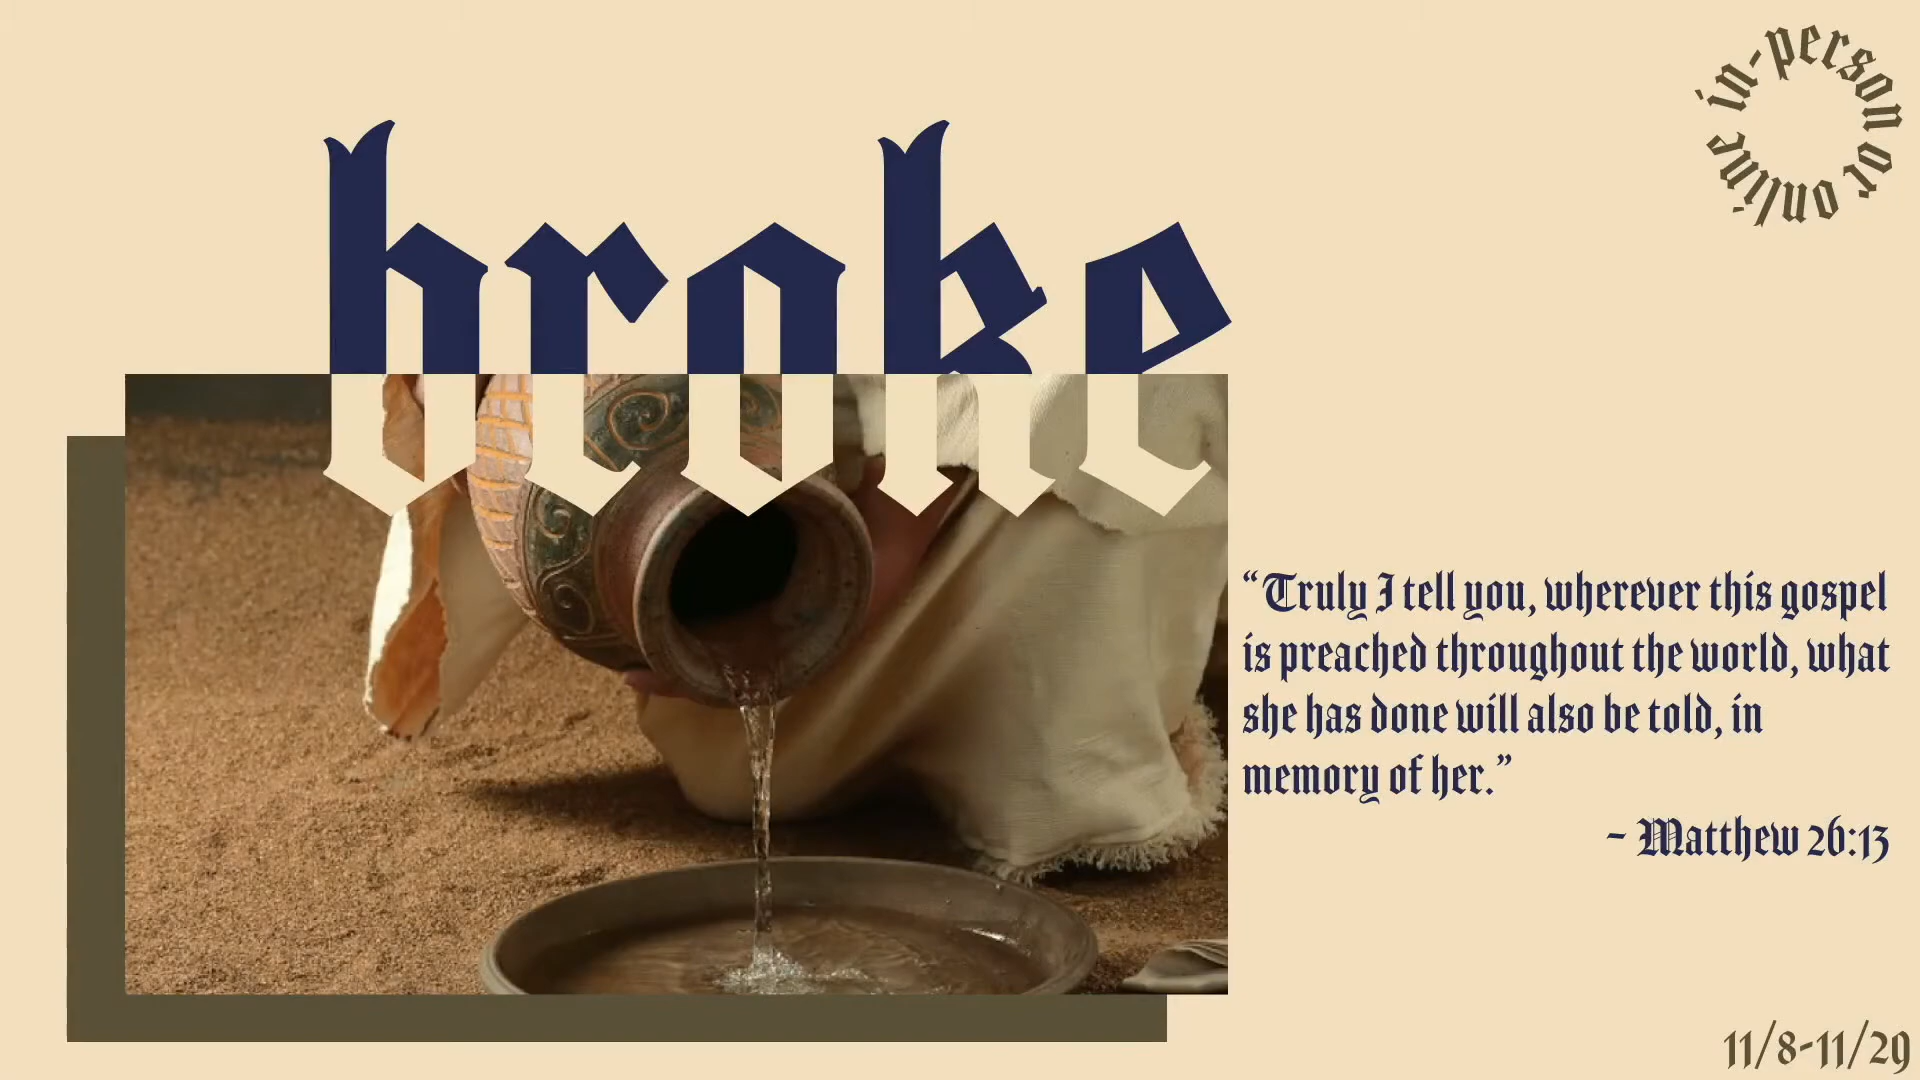 in-person or online
broke
“Truly I tell you, wherever this gospel
is preached throughout the world, what
she has done will also be told, in
memory of her.”
- Matthew 26:13
11/8-11/29